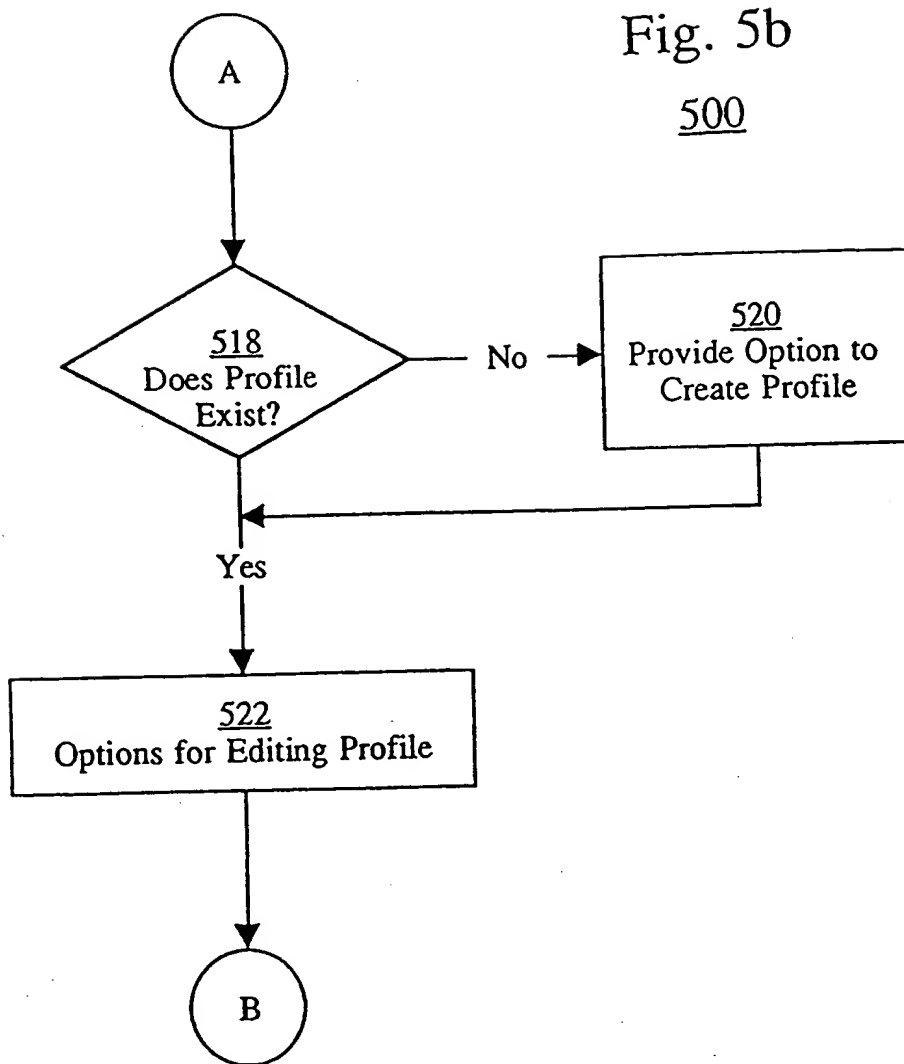 Fig. 5b
500
A
518
Does Profile
Exist?
No
520
Provide Option to
Create Profile
Yes
522
Options for Editing Profile
B